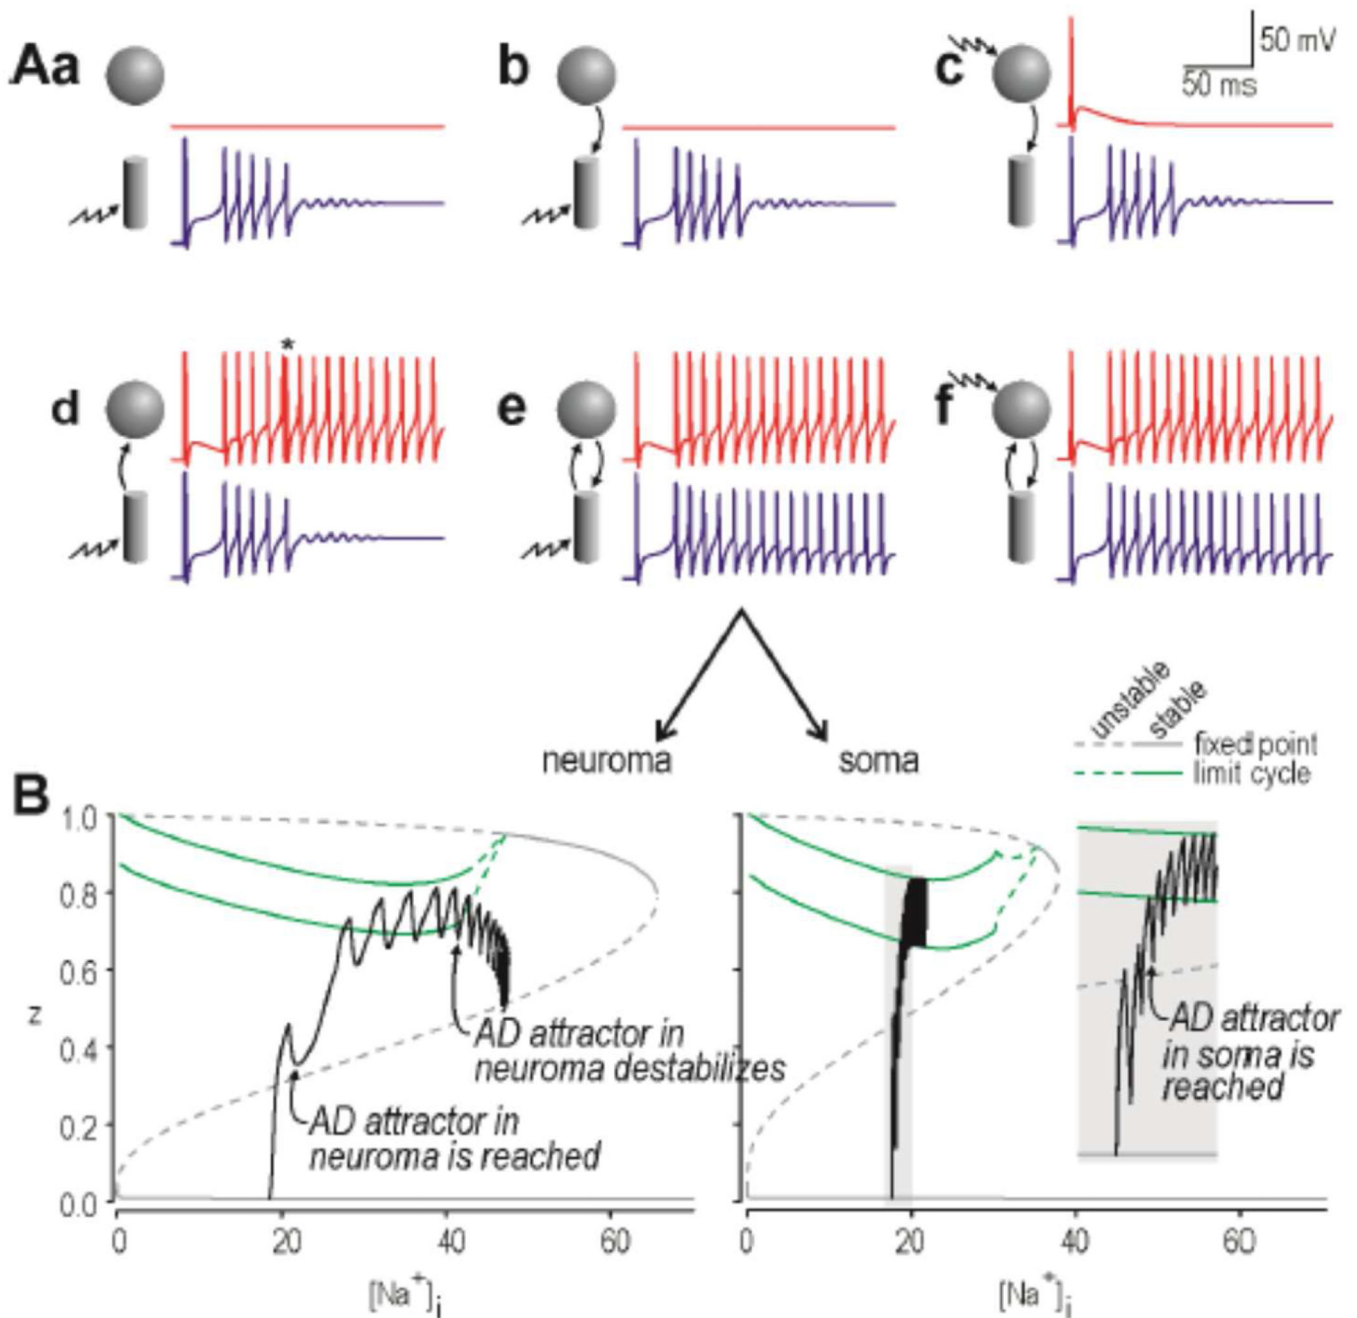 Aa
b
c
50 mV
50 ms
d
*
e
f
neuroma
soma
unstable
stable
fixed point
limit cycle
B
1.0
0.8
0.6
z
0.4
0.2
0.0
AD attractor in
neuroma destabilizes
AD attractor in
neuroma is reached
AD attractor
in soma is
reached
0
20
40
60
0
20
40
60
[Na⁺]i
[Na⁺]i